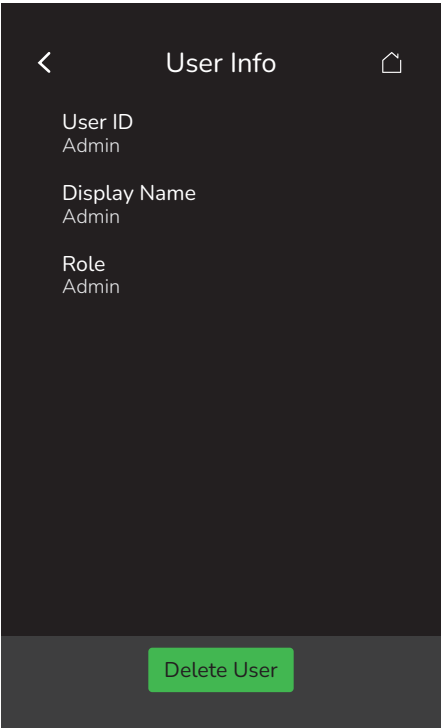 User Info
User ID
Admin
Display Name
Admin
Role
Admin
Delete User